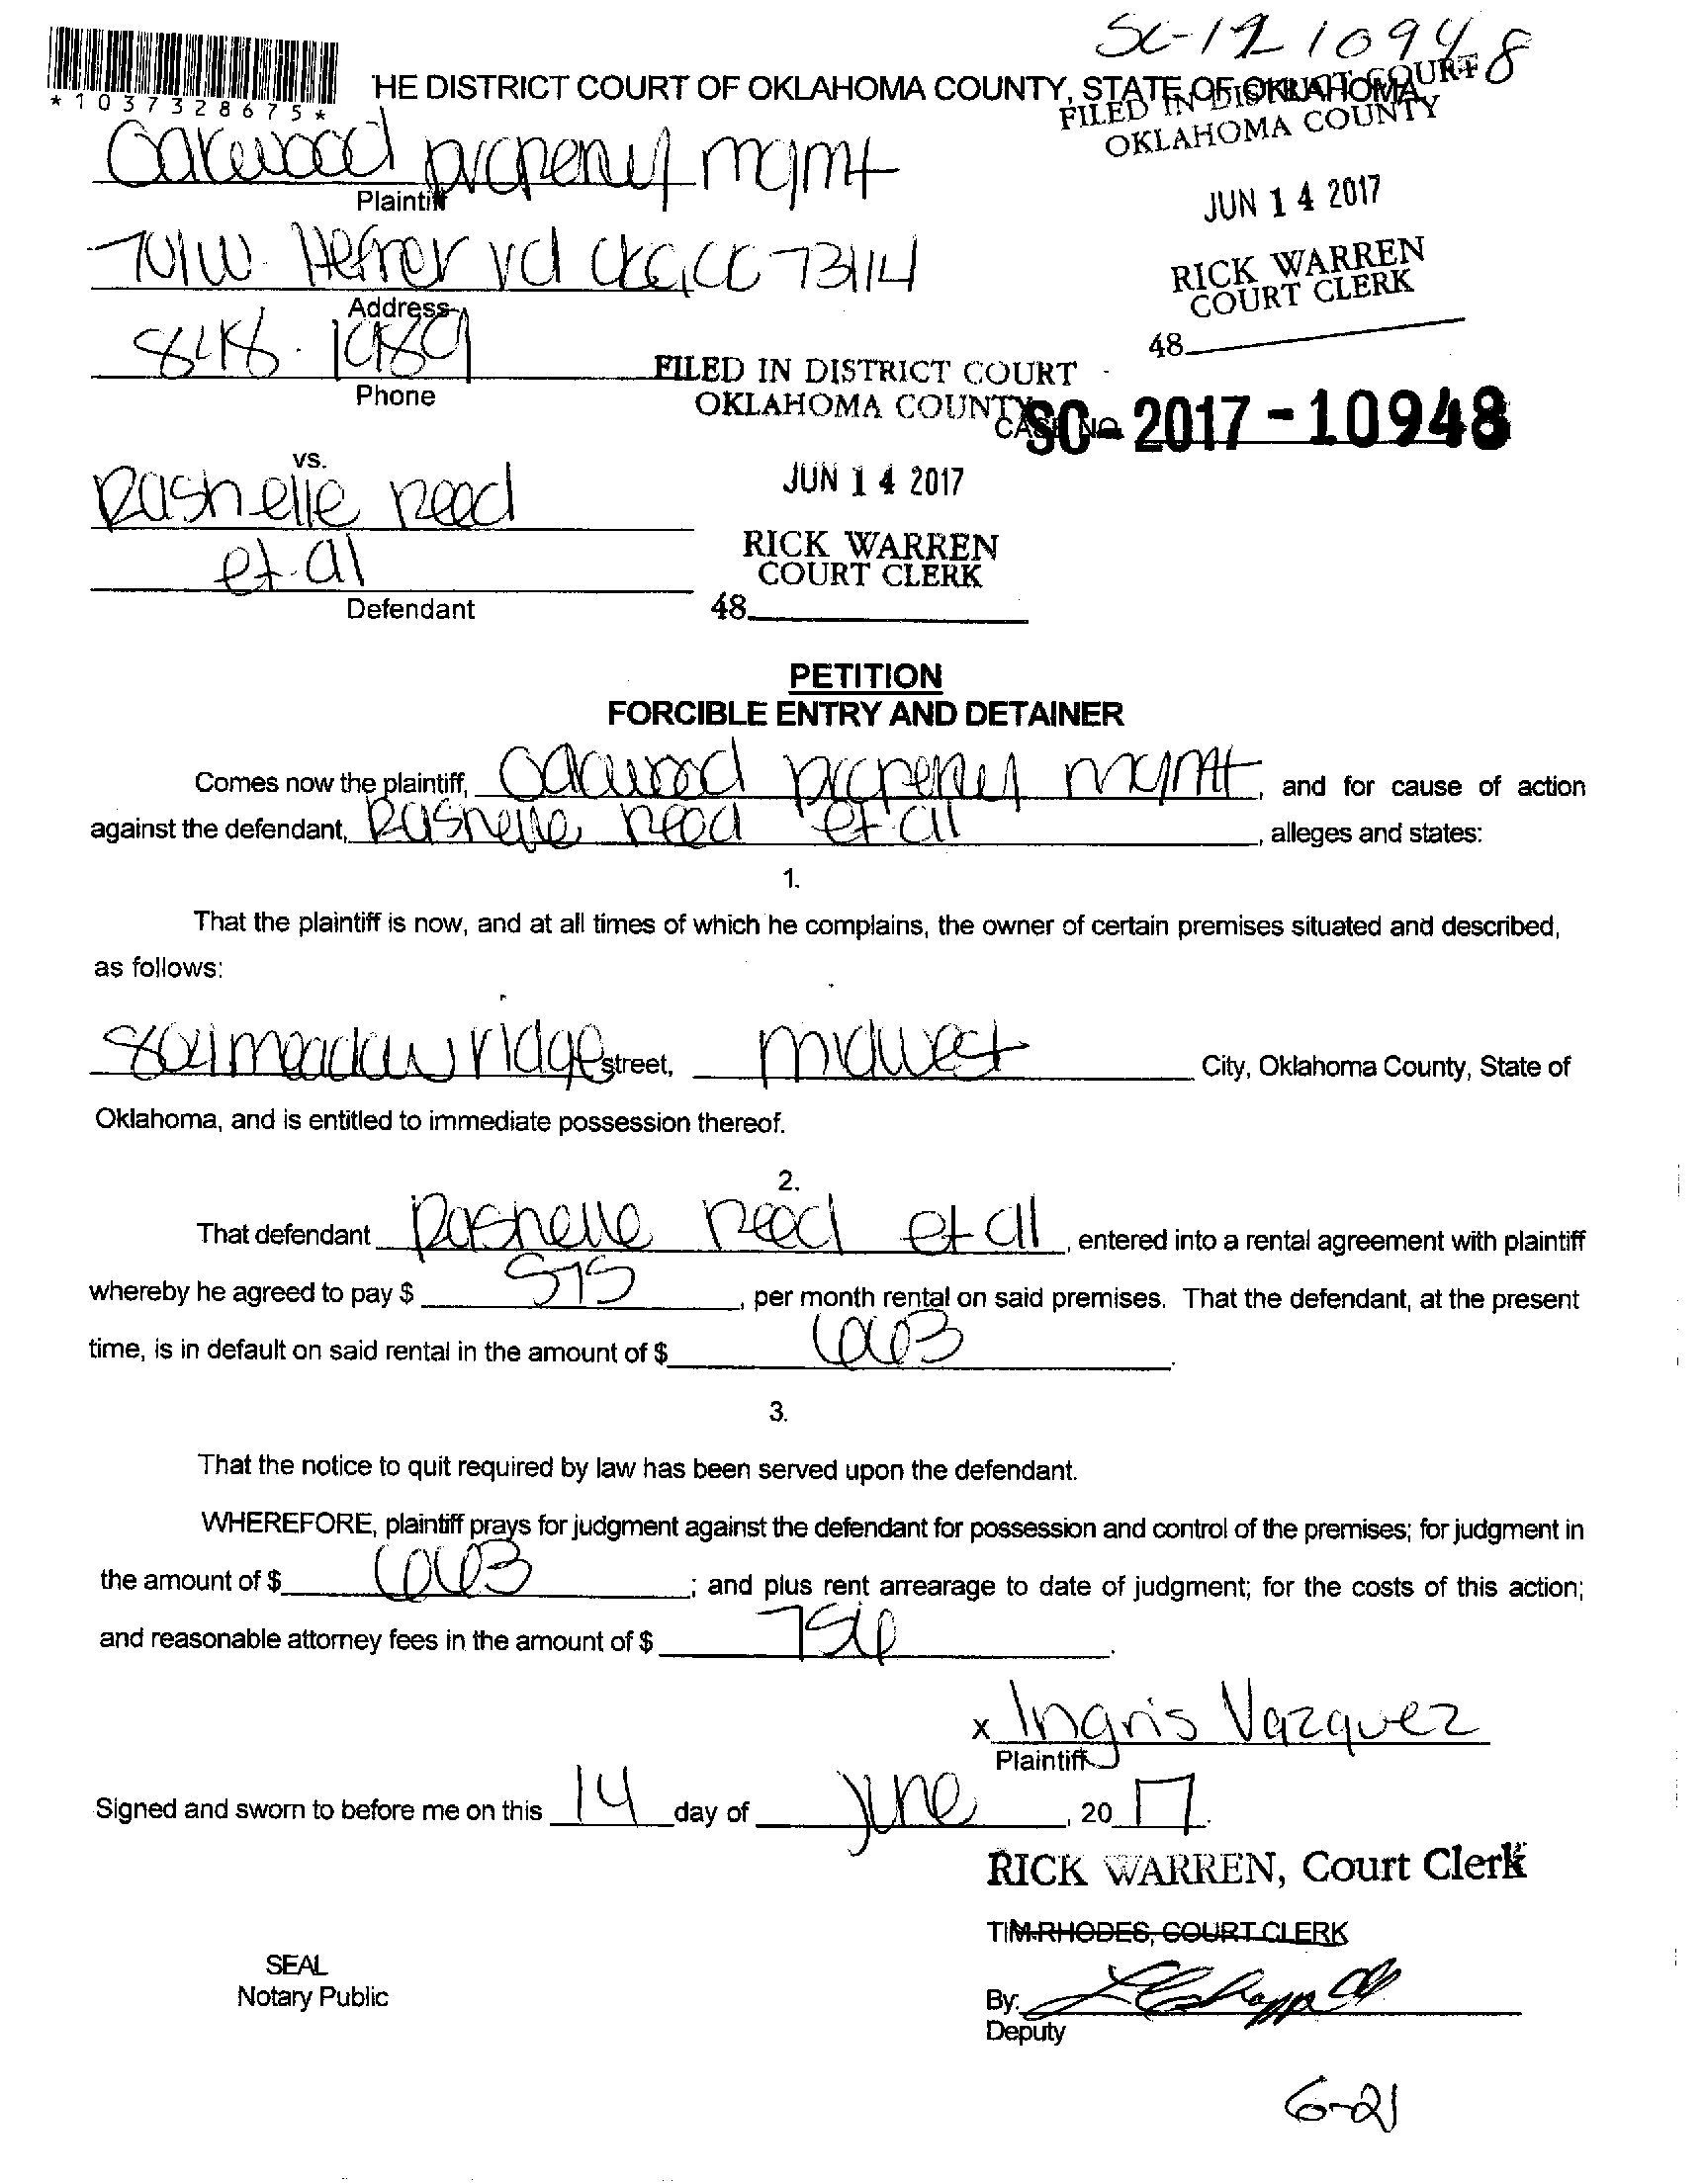 SC-17 10948
*1037328675*
HE DISTRICT COURT OF OKLAHOMA COUNTY, STATE OF OKLAHOMA
FILED IN DISTRICT COURT
OKLAHOMA COUNTY
Oakwood property mgmt
Plaintiff
JUN 14 2017
W. Hefner rd OKC, OK 73114
Address
RICK WARREN
COURT CLERK
848-1989
Phone
48
FILED IN DISTRICT COURT
OKLAHOMA COUNTY
CASE NO. SC-2017-10948
vs.
JUN 14 2017
Rashelle Reed
et al
Defendant
RICK WARREN
COURT CLERK
48
PETITION
FORCIBLE ENTRY AND DETAINER
Comes now the plaintiff, Oakwood property mgmt, and for cause of action
against the defendant, Rashelle Reed et al, alleges and states:
1.
That the plaintiff is now, and at all times of which he complains, the owner of certain premises situated and described,
as follows:
804 meadow ridge street, midwest City, Oklahoma County, State of
Oklahoma, and is entitled to immediate possession thereof.
2.
That defendant Rashelle Reed et all, entered into a rental agreement with plaintiff
whereby he agreed to pay $ 575, per month rental on said premises. That the defendant, at the present
time, is in default on said rental in the amount of $ 663.
3.
That the notice to quit required by law has been served upon the defendant.
WHEREFORE, plaintiff prays for judgment against the defendant for possession and control of the premises; for judgment in
the amount of $ 663; and plus rent arrearage to date of judgment; for the costs of this action;
and reasonable attorney fees in the amount of $
x Ingris Vazquez
Plaintiff
Signed and sworn to before me on this 14 day of june, 20 17.
RICK WARREN, Court Clerk
TIM RHODES, COURT CLERK
SEAL
Notary Public
By:
Deputy
6-21